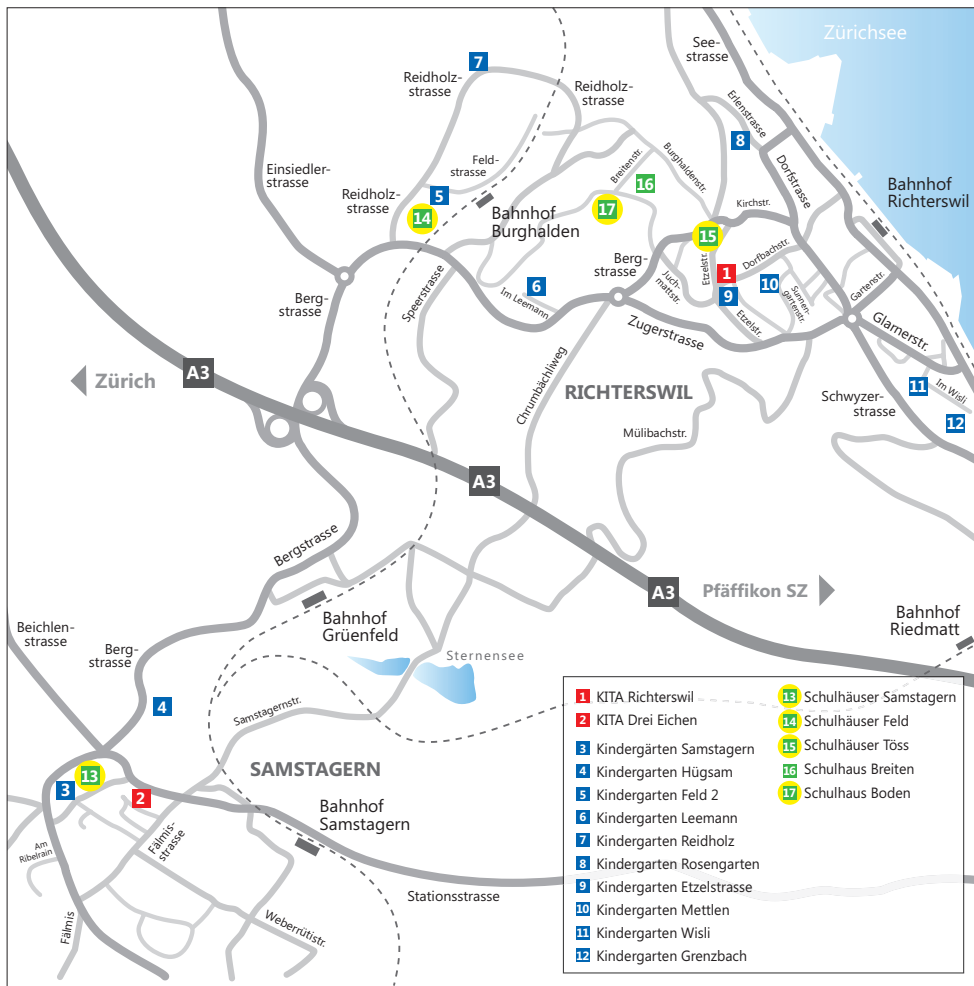 Zürichsee
See-
strasse
7
Reidholz-
strasse
Reidholz-
strasse
Erlenstrasse
8
Dorfstrasse
Burghaldenstr.
Breitenstr.
Feld-
strasse
Einsiedler-
strasse
16
5
Reidholz-
strasse
14
17
Kirchstr.
Bahnhof
Richterswil
Bahnhof
Burghalden
15
Berg-
strasse
Etzelstr.
Dorfbachstr.
1
9
10
Sunnen-
gartenstr.
Gartenstr.
Juch-
mattstr.
Speerstrasse
6
Im Leemann
Berg-
strasse
Etzelstr.
Zugerstrasse
Glarnerstr.
Chrumbächliweg
A3
Zürich
RICHTERSWIL
11
Im Wisli
12
Schwyzer-
strasse
Mülibachstr.
A3
Bergstrasse
A3
Pfäffikon SZ
Bahnhof
Grüenfeld
Bahnhof
Riedmatt
Beichlen-
strasse
Berg-
strasse
Sternensee
4
Samstagernstr.
SAMSTAGERN
13
3
2
Bahnhof
Samstagern
Am
Ribelrain
Fälmis-
strasse
Stationsstrasse
Fälmis
Weberrütistr.
1 KITA Richterswil
2 KITA Drei Eichen
3 Kindergärten Samstagern
4 Kindergarten Hügsam
5 Kindergarten Feld 2
6 Kindergarten Leemann
7 Kindergarten Reidholz
8 Kindergarten Rosengarten
9 Kindergarten Etzelstrasse
10 Kindergarten Mettlen
11 Kindergarten Wisli
12 Kindergarten Grenzbach
13 Schulhäuser Samstagern
14 Schulhäuser Feld
15 Schulhäuser Töss
16 Schulhaus Breiten
17 Schulhaus Boden